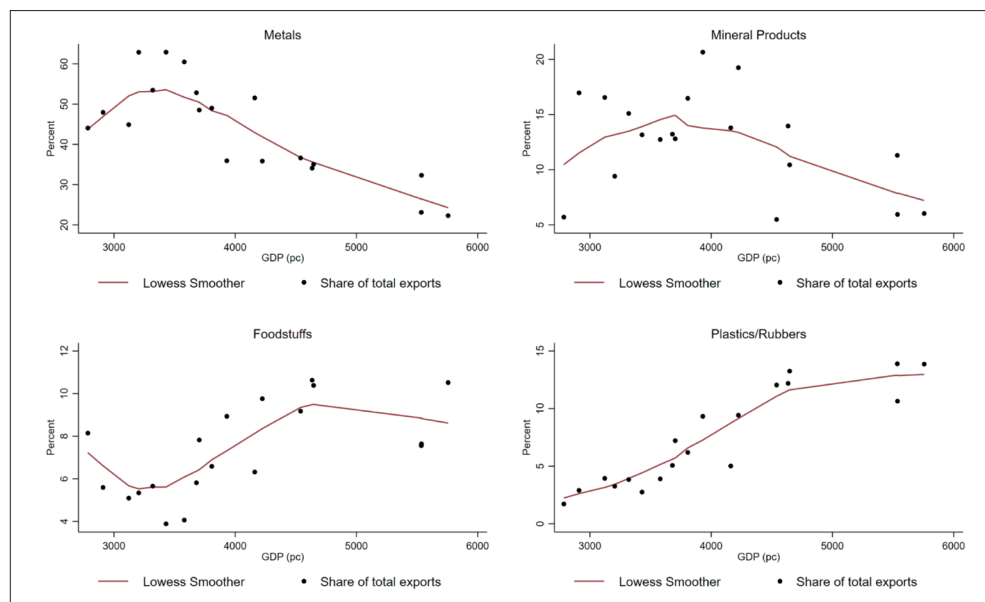 Metals
Percent
60
50
40
30
20
3000 4000 5000 6000
GDP (pc)
Lowess Smoother Share of total exports
Mineral Products
Percent
20
15
10
5
3000 4000 5000 6000
GDP (pc)
Lowess Smoother Share of total exports
Foodstuffs
Percent
12
10
8
6
4
3000 4000 5000 6000
GDP (pc)
Lowess Smoother Share of total exports
Plastics/Rubbers
Percent
15
10
5
0
3000 4000 5000 6000
GDP (pc)
Lowess Smoother Share of total exports